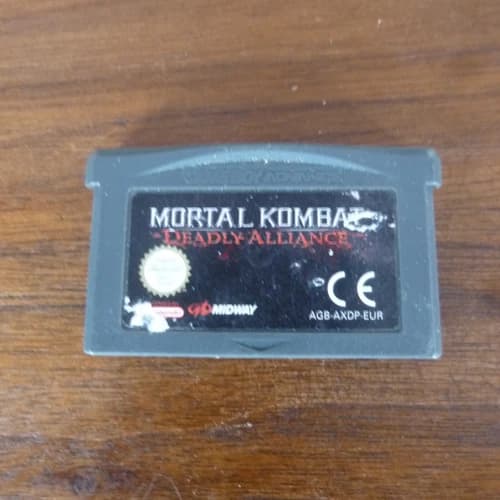 MORTAL KOMBAT
DEADLY ALLIANCE
MIDWAY
CE
AGB-AXDP-EUR